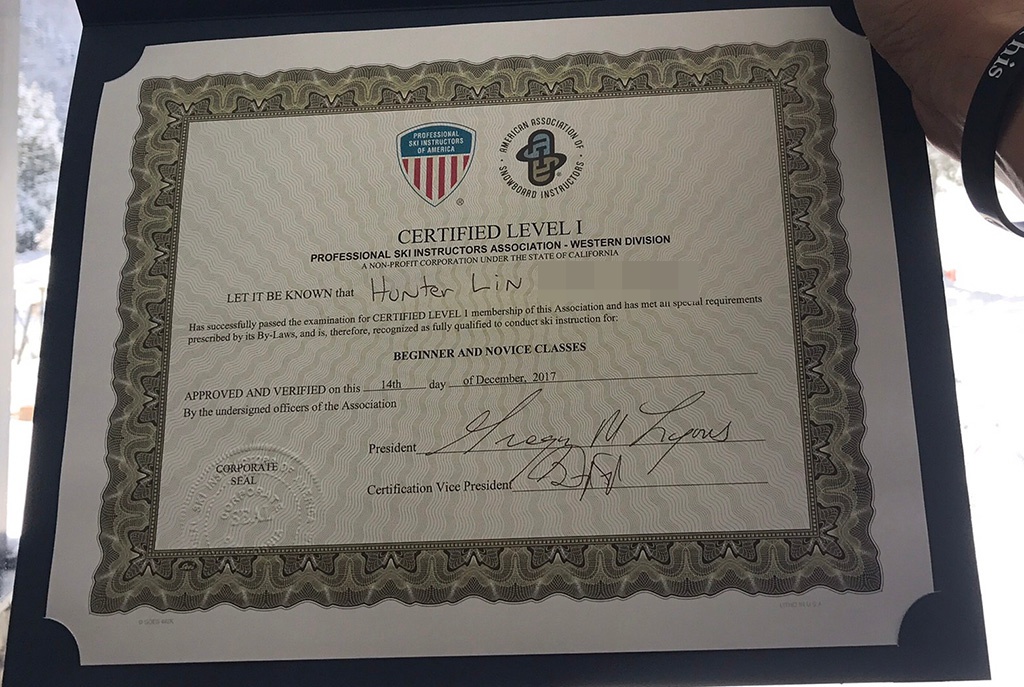 his
PROFESSIONAL
SKI INSTRUCTORS
OF AMERICA
®
AMERICAN ASSOCIATION OF
SNOWBOARD INSTRUCTORS
CERTIFIED LEVEL I
PROFESSIONAL SKI INSTRUCTORS ASSOCIATION - WESTERN DIVISION
A NON-PROFIT CORPORATION UNDER THE STATE OF CALIFORNIA
LET IT BE KNOWN that Hunter Lin
Has successfully passed the examination for CERTIFIED LEVEL I membership of this Association and has met all special requirements
prescribed by its By-Laws, and is, therefore, recognized as fully qualified to conduct ski instruction for:
BEGINNER AND NOVICE CLASSES
APPROVED AND VERIFIED on this 14th day of December, 2017
By the undersigned officers of the Association
President
Certification Vice President
CORPORATE
SEAL
CORPORATE
SEAL